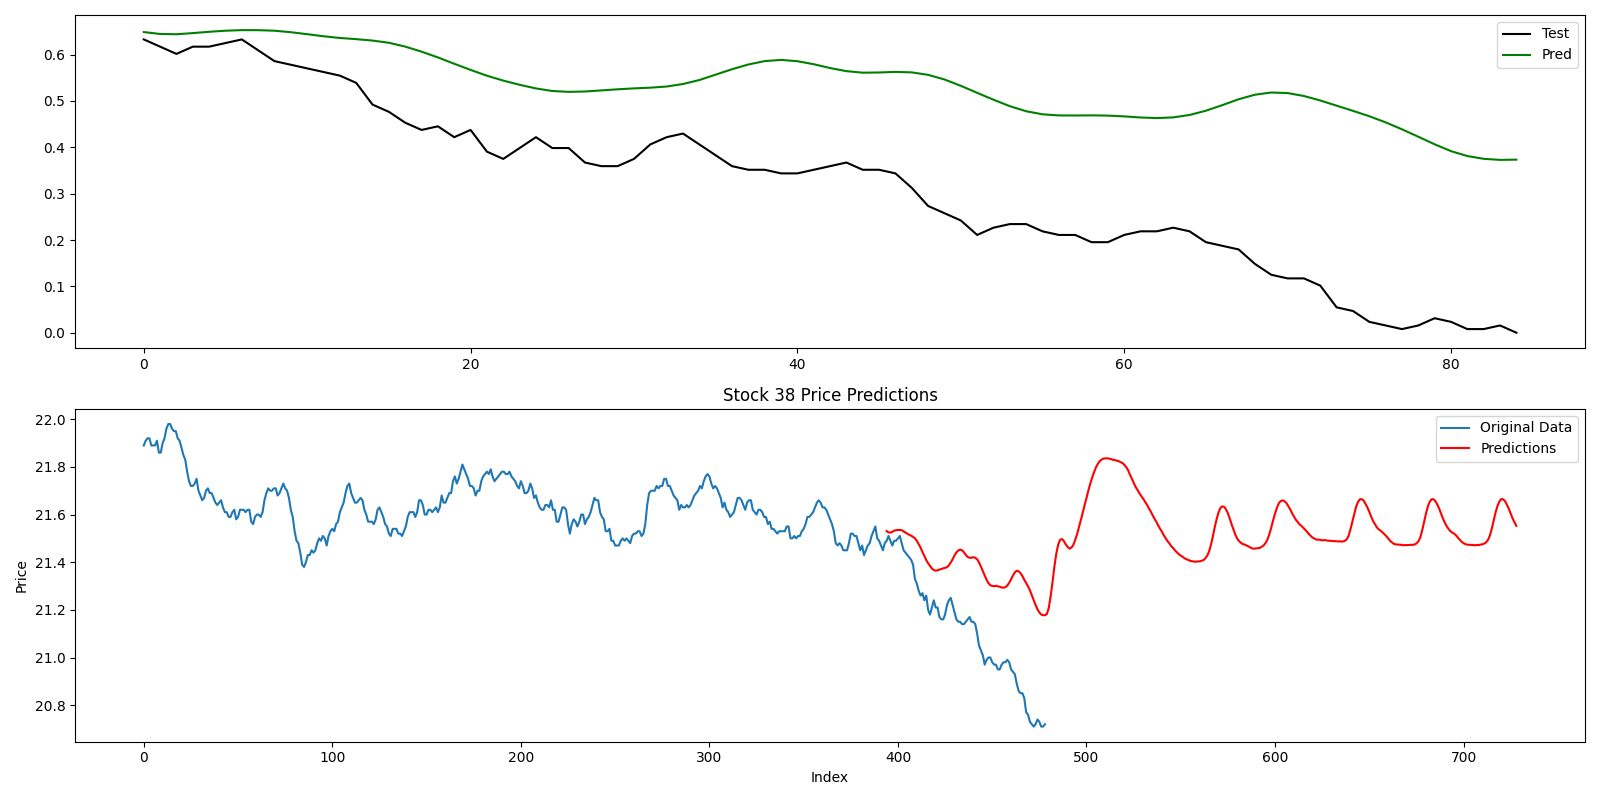 0.6
0.5
0.4
0.3
0.2
0.1
0.0
Test
Pred
0 20 40 60 80
Stock 38 Price Predictions
22.0
21.8
21.6
21.4
21.2
21.0
20.8
Price
Original Data
Predictions
0 100 200 300 400 500 600 700
Index